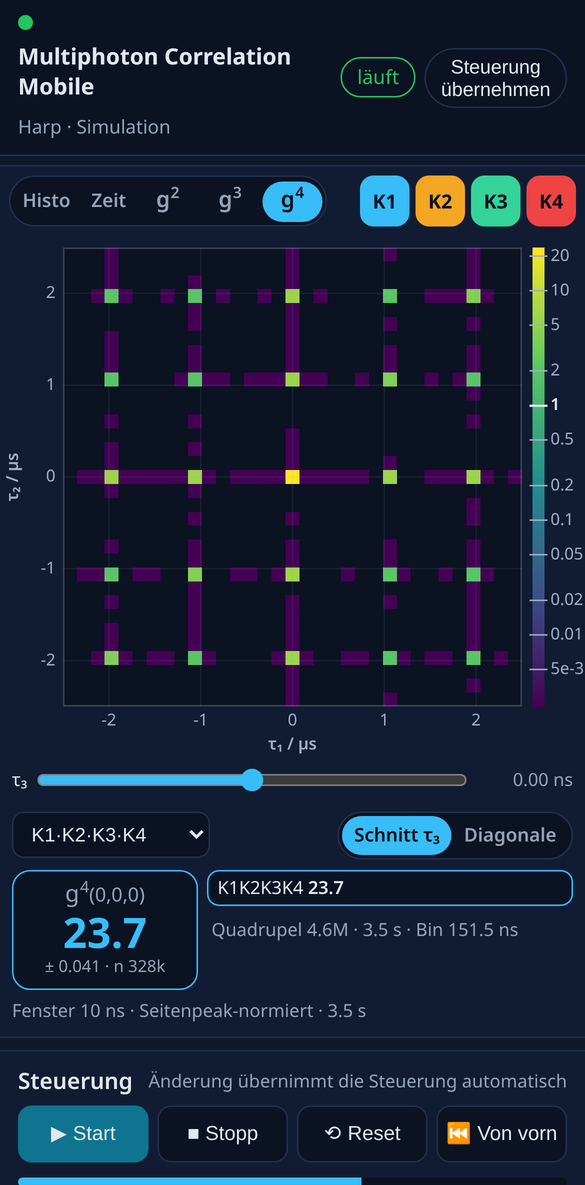 Multiphoton Correlation
Mobile
läuft
Steuerung
übernehmen
Harp · Simulation
Histo Zeit g² g³ g⁴ K1 K2 K3 K4
20
10
5
2
1
0.5
0.2
0.1
0.05
0.02
0.01
5e-3
2
1
0
-1
-2
τ₂ / µs
-2 -1 0 1 2
τ₁ / µs
τ₃ 0.00 ns
K1·K2·K3·K4
Schnitt τ₃ Diagonale
g⁴(0,0,0)
23.7
± 0.041 · n 328k
K1K2K3K4 23.7
Quadrupel 4.6M · 3.5 s · Bin 151.5 ns
Fenster 10 ns · Seitenpeak-normiert · 3.5 s
Steuerung Änderung übernimmt die Steuerung automatisch
▶ Start ■ Stopp ⟲ Reset ⏮ Von vorn